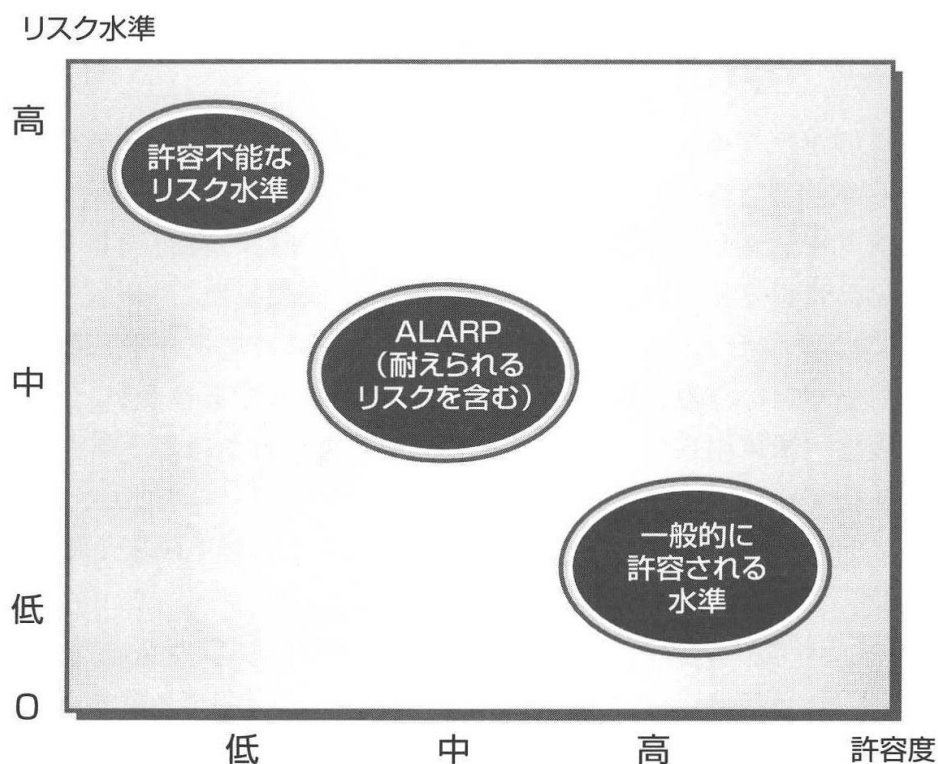 リスク水準
高
許容不能な
リスク水準
ALARP
(耐えられる
リスクを含む)
中
一般的に
許容される
水準
低
0
低 中 高 許容度